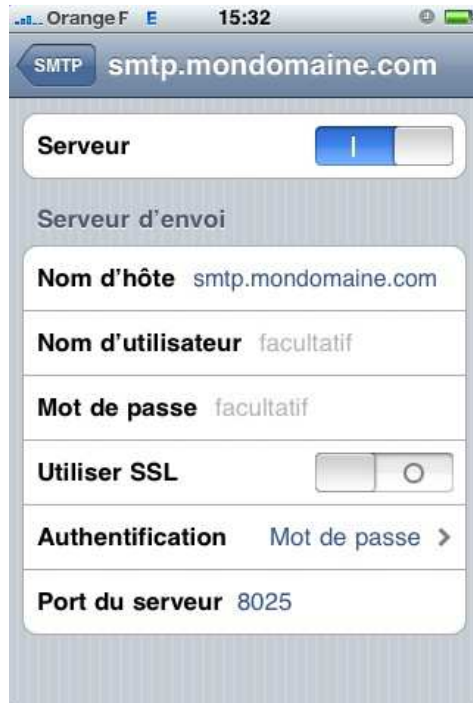 Orange F E 15:32
SMTP smtp.mondomaine.com
Serveur
Serveur d'envoi
Nom d'hôte smtp.mondomaine.com
Nom d'utilisateur facultatif
Mot de passe facultatif
Utiliser SSL
Authentification Mot de passe
Port du serveur 8025